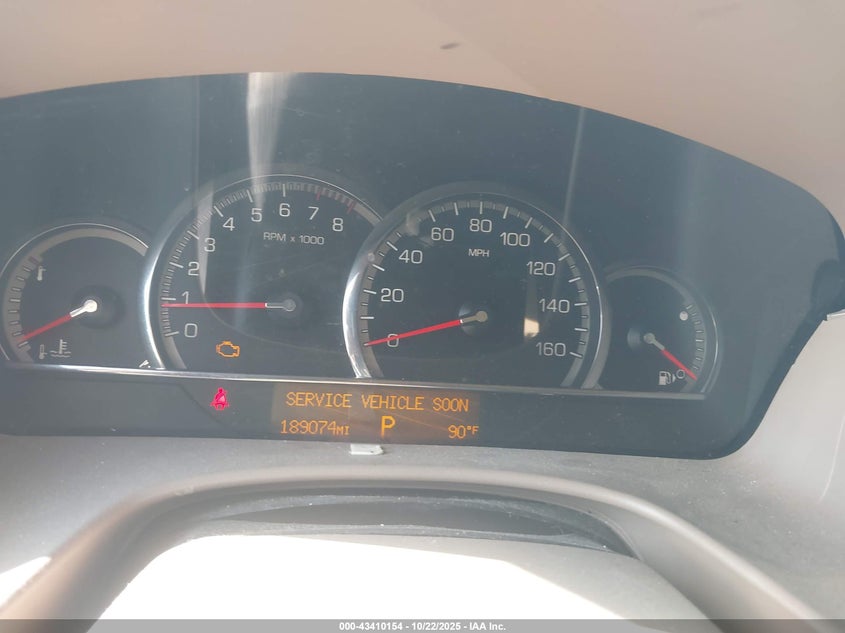 0 1 2 3 4 5 6 7 8
RPM x 1000
0 20 40 60 80 100 120 140 160
MPH
SERVICE VEHICLE SOON
189074MI P 90°F
000-43410154 - 10/22/2025 - IAA Inc.